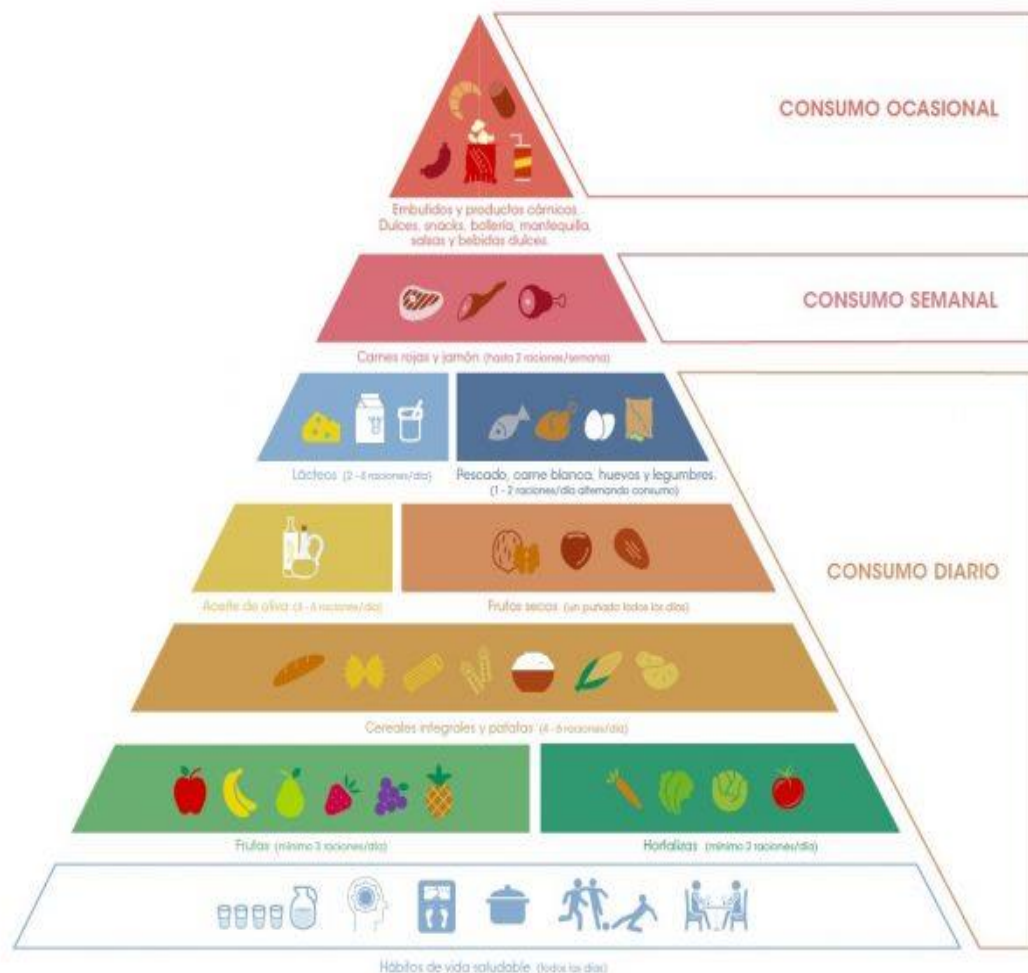 CONSUMO OCASIONAL
Embutidos y productos cárnicos.
Dulces, snacks, bollería, mantequilla,
salsas y bebidas dulces.
CONSUMO SEMANAL
Carnes rojas y jamón (hasta 2 raciones/semana)
Lácteos (2 - 4 raciones/día)
Pescado, carne blanca, huevos y legumbres.
(1 - 2 raciones/día alternando consumo)
CONSUMO DIARIO
Aceite de oliva (3 - 6 raciones/día)
Frutos secos (un puñado todos los días)
Cereales integrales y patatas (4 - 6 raciones/día)
Frutas (mínimo 3 raciones/día)
Hortalizas (mínimo 2 raciones/día)
Hábitos de vida saludable (todos los días)